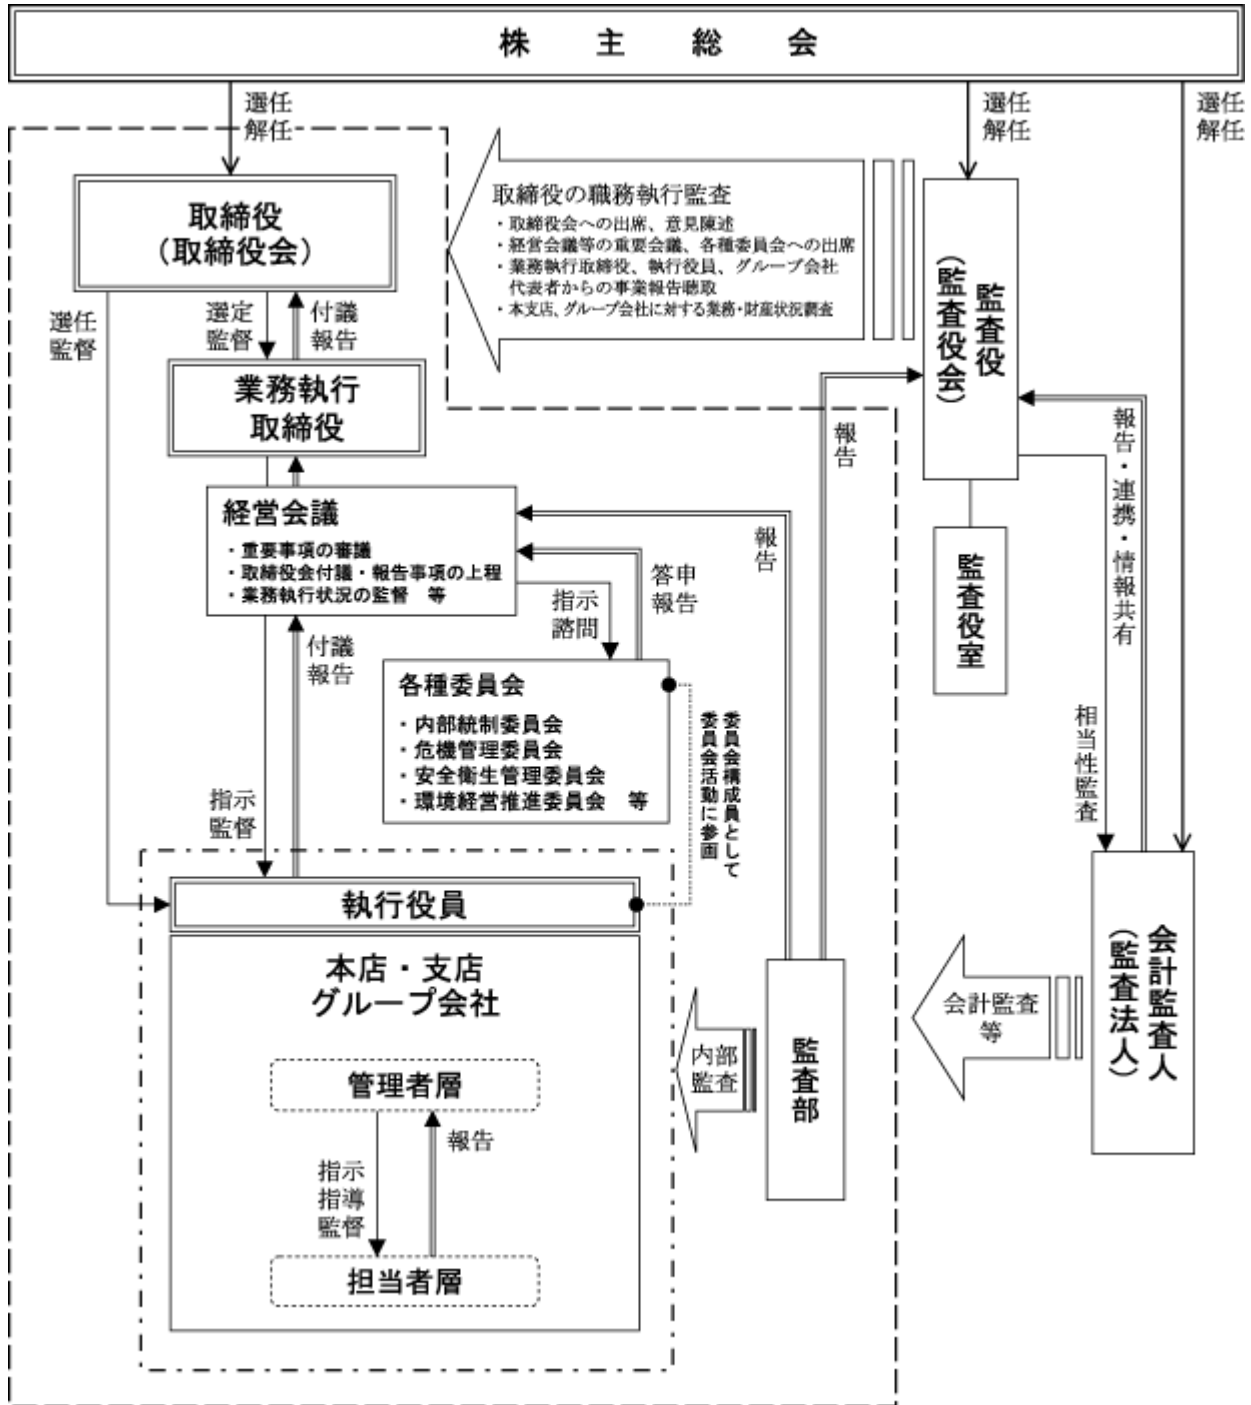 株主総会
選任
解任
選任
解任
選任
解任
取締役
(取締役会)
取締役の職務執行監査
・取締役会への出席、意見陳述
・経営会議等の重要会議、各種委員会への出席
・業務執行取締役、執行役員、グループ会社
代表者からの事業報告聴取
・本支店、グループ会社に対する業務・財産状況調査
監査役
(監査役会)
選任
監督
選定
監督
付議
報告
業務執行
取締役
報告
報告・連携・情報共有
経営会議
・重要事項の審議
・取締役会付議・報告事項の上程
・業務執行状況の監督 等
報告
答申
報告
指示
諮問
監査役室
付議
報告
各種委員会
・内部統制委員会
・危機管理委員会
・安全衛生管理委員会
・環境経営推進委員会 等
委員会構成員として
委員会活動に参画
相当性監査
指示
監督
執行役員
本店・支店
グループ会社
管理者層
報告
指示
指導
監督
担当者層
内部
監査
監査部
会計監査
等
会計監査人
(監査法人)